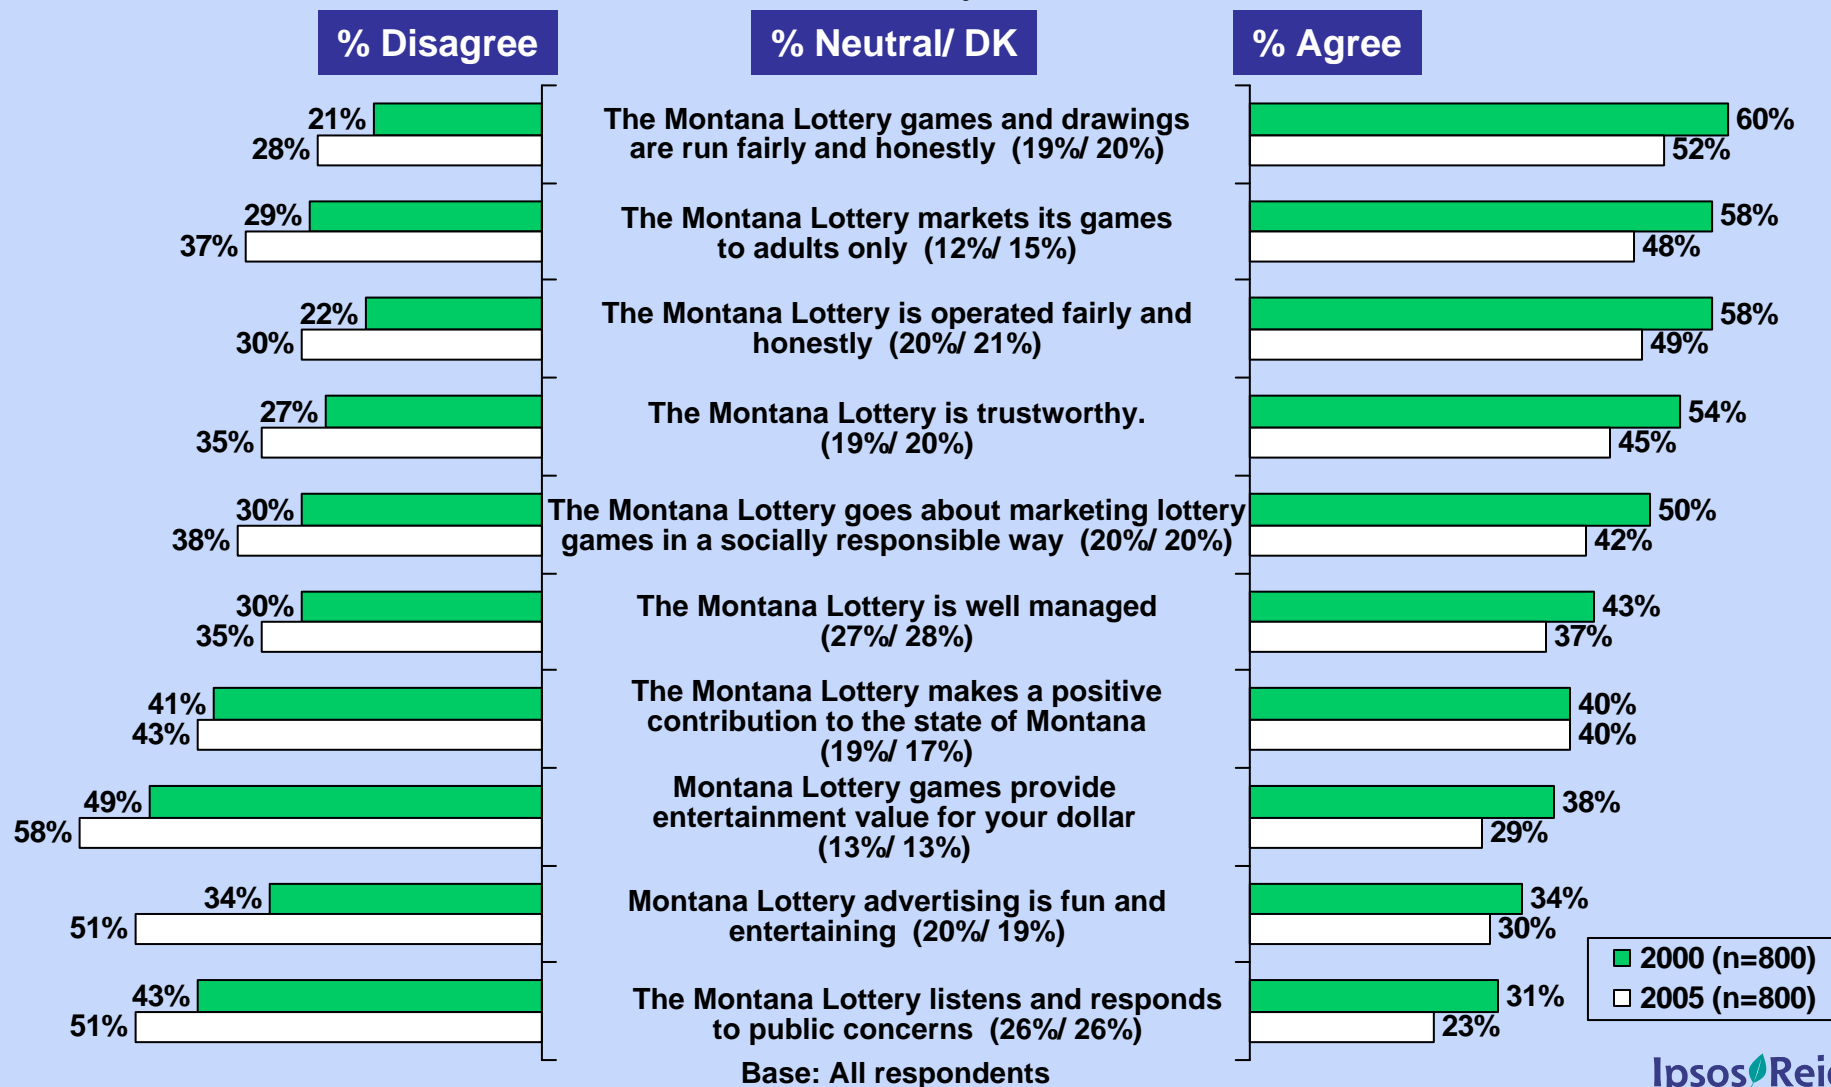 % Disagree
% Neutral/ DK
% Agree
21%
28%
The Montana Lottery games and drawings
are run fairly and honestly (19%/ 20%)
60%
52%
29%
37%
The Montana Lottery markets its games
to adults only (12%/ 15%)
58%
48%
22%
30%
The Montana Lottery is operated fairly and
honestly (20%/ 21%)
58%
49%
27%
35%
The Montana Lottery is trustworthy.
(19%/ 20%)
54%
45%
30%
38%
The Montana Lottery goes about marketing lottery
games in a socially responsible way (20%/ 20%)
50%
42%
30%
35%
The Montana Lottery is well managed
(27%/ 28%)
43%
37%
41%
43%
The Montana Lottery makes a positive
contribution to the state of Montana
(19%/ 17%)
40%
40%
49%
58%
Montana Lottery games provide
entertainment value for your dollar
(13%/ 13%)
38%
29%
34%
51%
Montana Lottery advertising is fun and
entertaining (20%/ 19%)
34%
30%
43%
51%
The Montana Lottery listens and responds
to public concerns (26%/ 26%)
31%
23%
2000 (n=800)
2005 (n=800)
Base: All respondents
Ipsos Reid